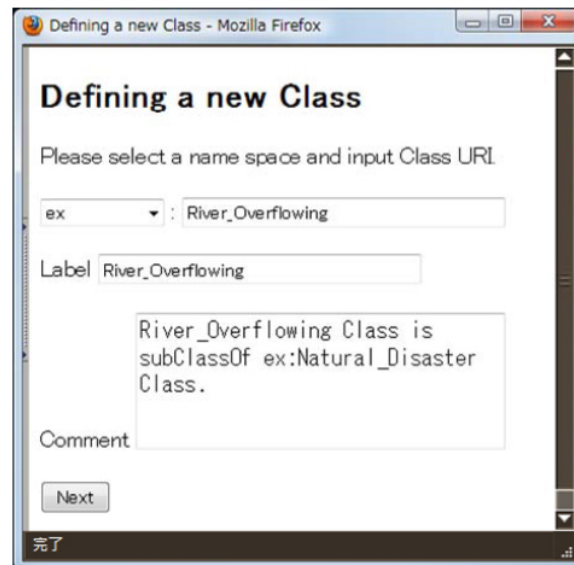 Defining a new Class - Mozilla Firefox
Defining a new Class
Please select a name space and input Class URI.
ex : River_Overflowing
Label River_Overflowing
River_Overflowing Class is
subClassOf ex:Natural_Disaster
Class.
Comment
Next
完了